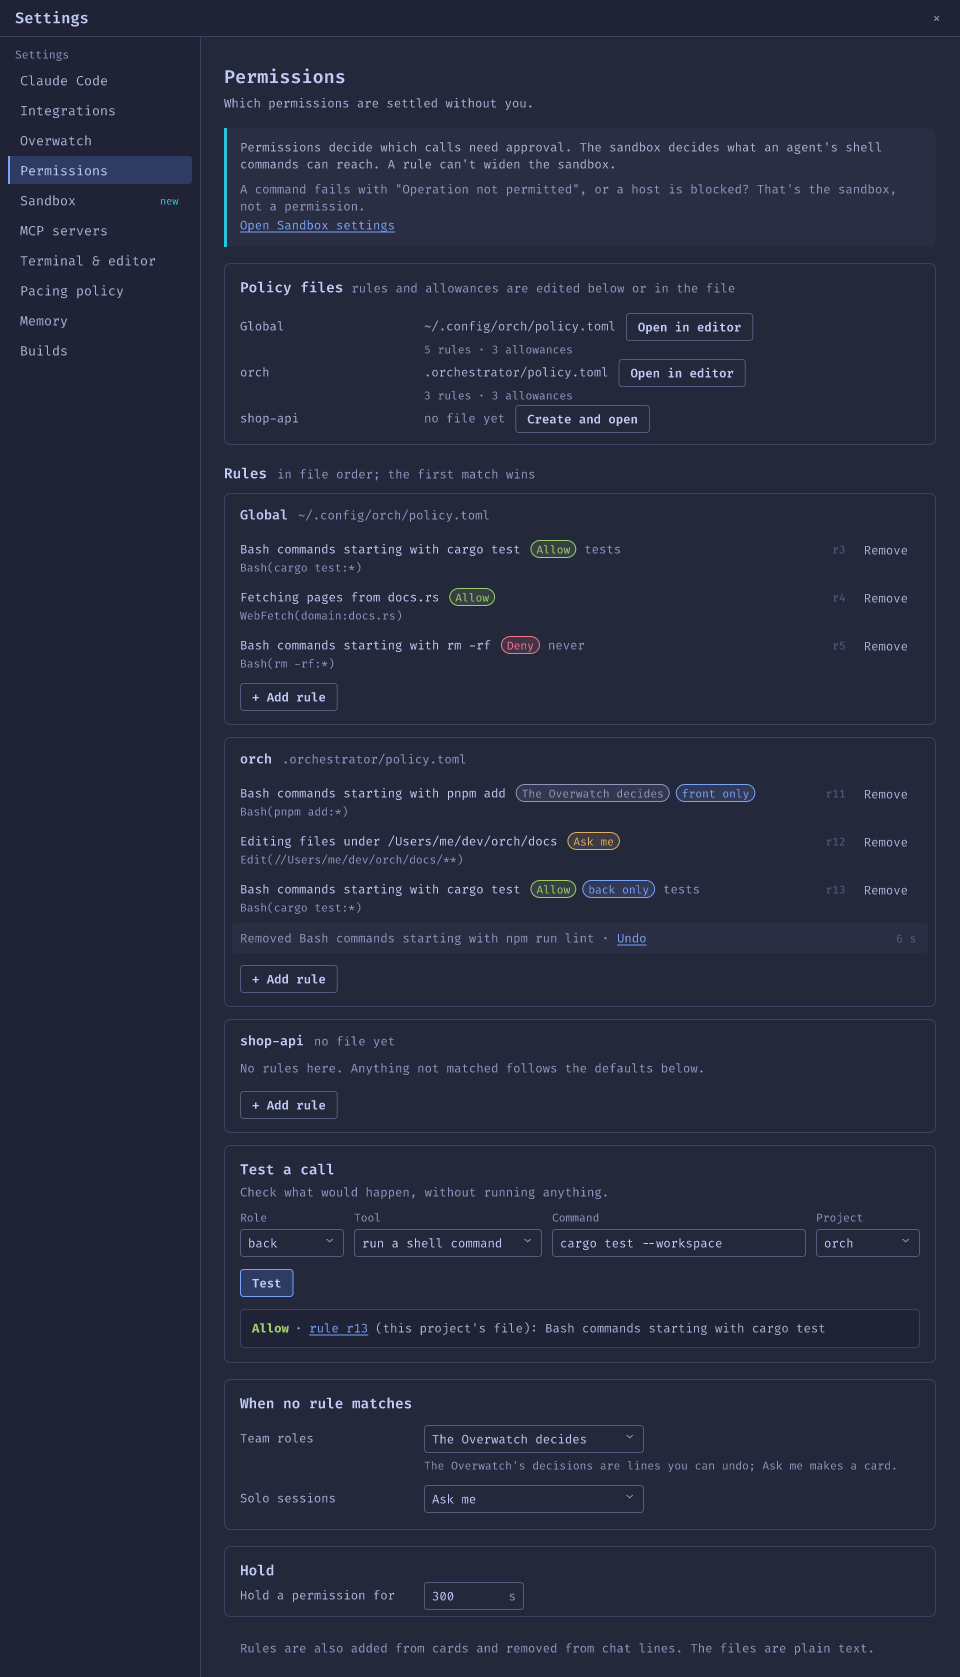 Settings
×
Settings
Claude Code
Integrations
Overwatch
Permissions
Sandbox new
MCP servers
Terminal & editor
Pacing policy
Memory
Builds
Permissions
Which permissions are settled without you.
Permissions decide which calls need approval. The sandbox decides what an agent's shell
commands can reach. A rule can't widen the sandbox.
A command fails with "Operation not permitted", or a host is blocked? That's the sandbox,
not a permission.
Open Sandbox settings
Policy files rules and allowances are edited below or in the file
Global ~/.config/orch/policy.toml Open in editor
5 rules · 3 allowances
orch .orchestrator/policy.toml Open in editor
3 rules · 3 allowances
shop-api no file yet Create and open
Rules in file order; the first match wins
Global ~/.config/orch/policy.toml
Bash commands starting with cargo test Allow tests r3 Remove
Bash(cargo test:*)
Fetching pages from docs.rs Allow r4 Remove
WebFetch(domain:docs.rs)
Bash commands starting with rm -rf Deny never r5 Remove
Bash(rm -rf:*)
+ Add rule
orch .orchestrator/policy.toml
Bash commands starting with pnpm add The Overwatch decides front only r11 Remove
Bash(pnpm add:*)
Editing files under /Users/me/dev/orch/docs Ask me r12 Remove
Edit(//Users/me/dev/orch/docs/**)
Bash commands starting with cargo test Allow back only tests r13 Remove
Bash(cargo test:*)
Removed Bash commands starting with npm run lint · Undo 6 s
+ Add rule
shop-api no file yet
No rules here. Anything not matched follows the defaults below.
+ Add rule
Test a call
Check what would happen, without running anything.
Role Tool Command Project
back run a shell command cargo test --workspace orch
Test
Allow · rule r13 (this project's file): Bash commands starting with cargo test
When no rule matches
Team roles The Overwatch decides
The Overwatch's decisions are lines you can undo; Ask me makes a card.
Solo sessions Ask me
Hold
Hold a permission for 300 s
Rules are also added from cards and removed from chat lines. The files are plain text.